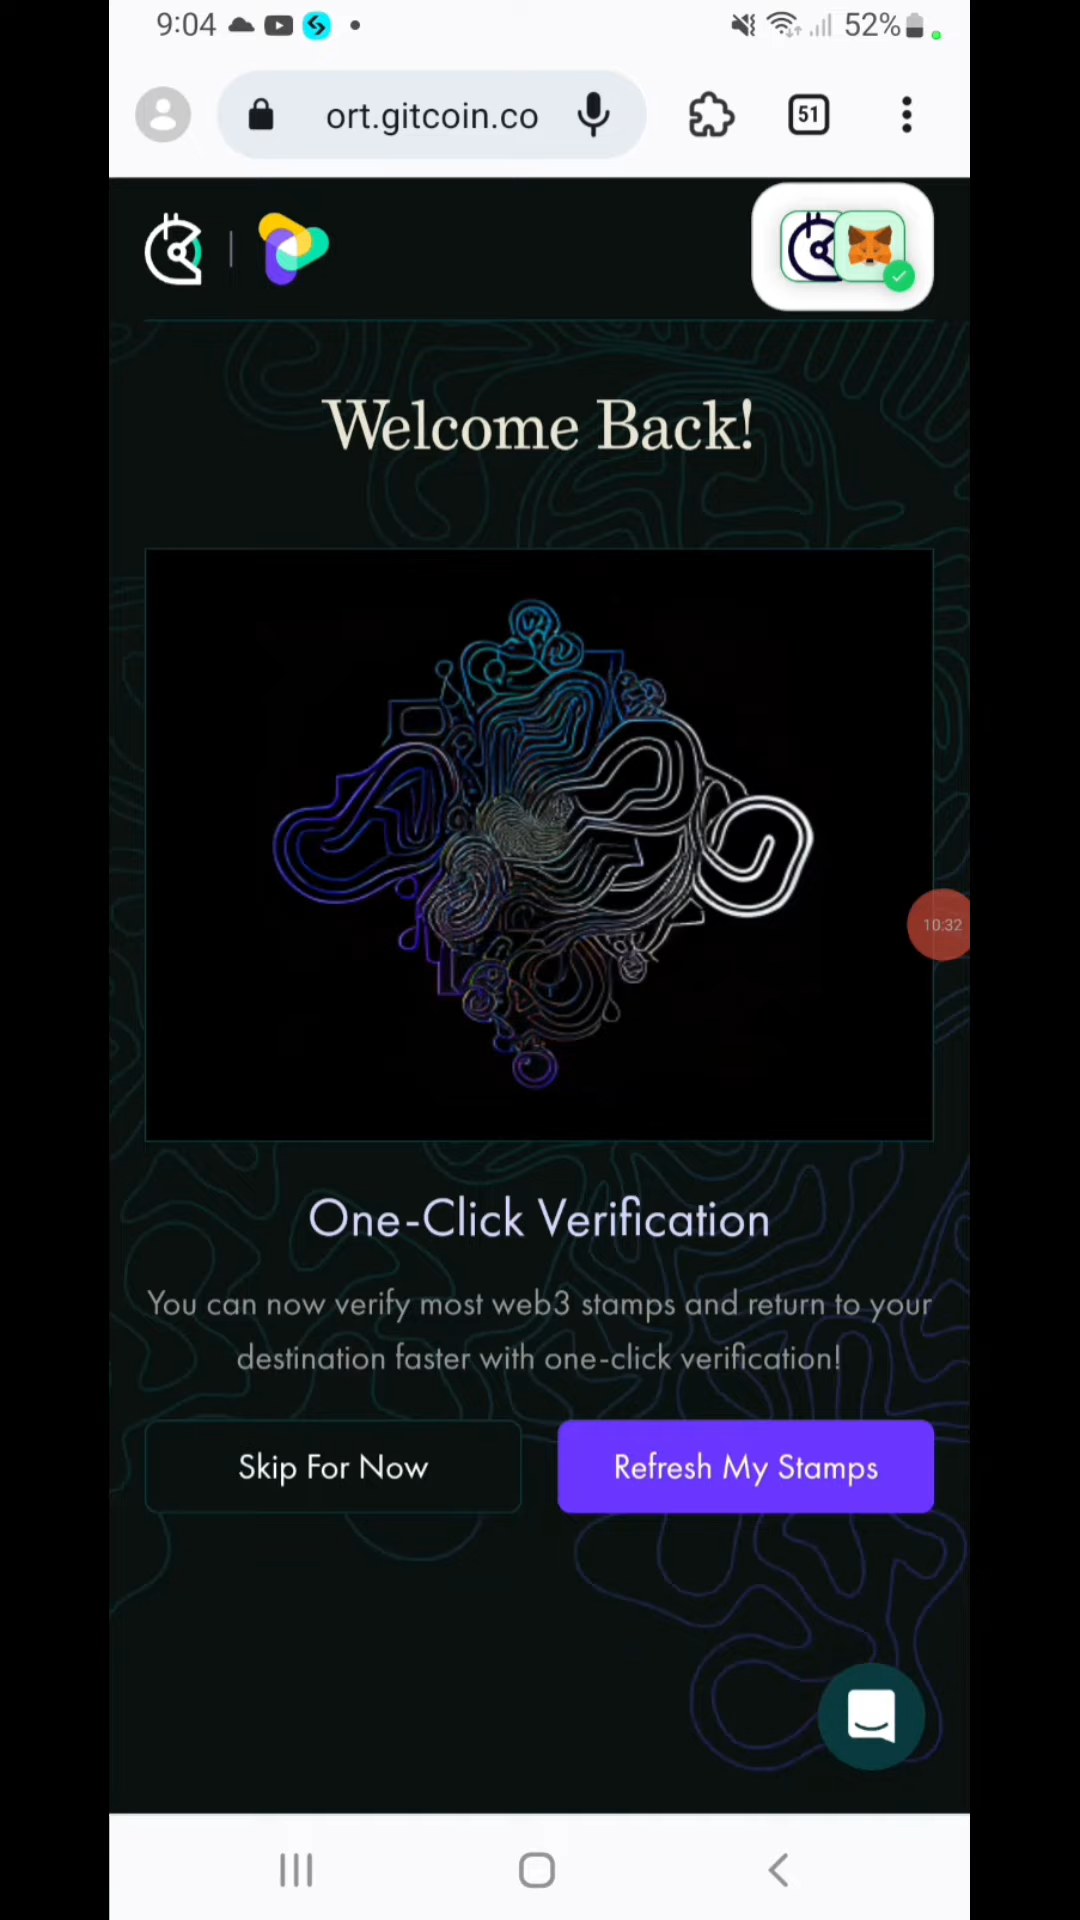 9:04
52%
ort.gitcoin.co
51
Welcome Back!
10:32
One-Click Verification
You can now verify most web3 stamps and return to your
destination faster with one-click verification!
Skip For Now
Refresh My Stamps